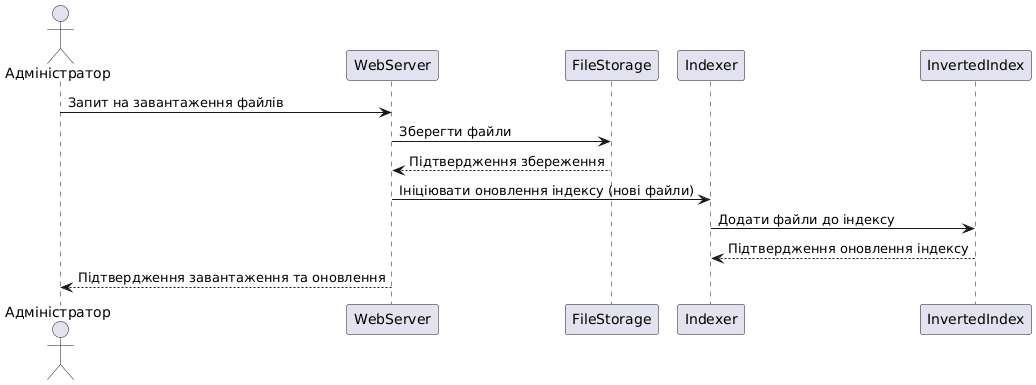 Адміністратор
WebServer
FileStorage
Indexer
InvertedIndex
Запит на завантаження файлів
Зберегти файли
Підтвердження збереження
Ініціювати оновлення індексу (нові файли)
Додати файли до індексу
Підтвердження оновлення індексу
Підтвердження завантаження та оновлення
Адміністратор
WebServer
FileStorage
Indexer
InvertedIndex